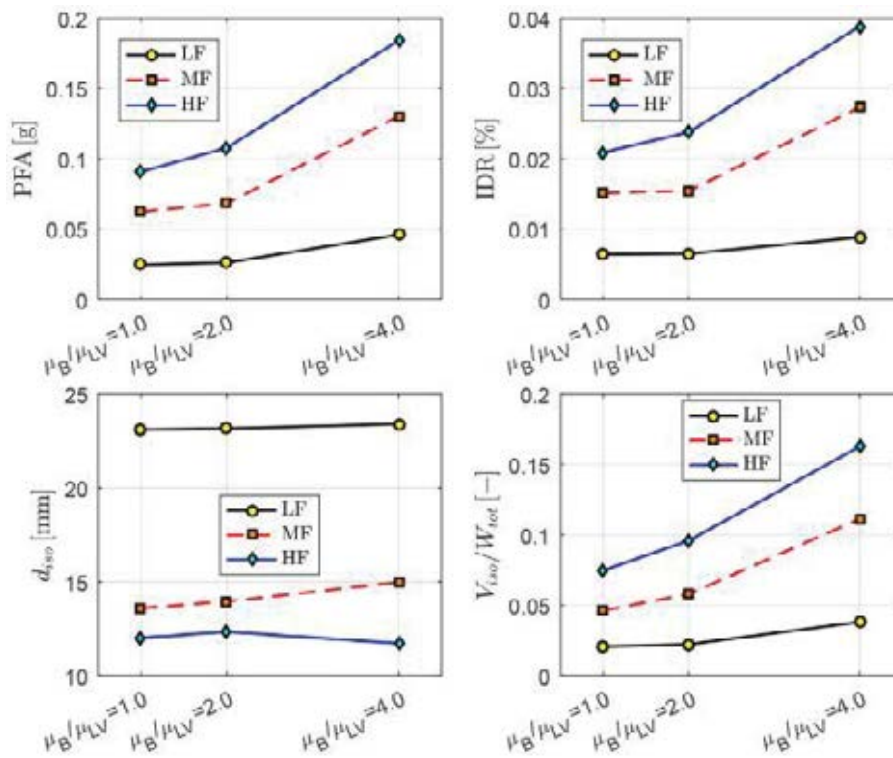 0.2
0.15
0.1
0.05
0
PFA [g]
LF
MF
HF
μB/μLV=1.0
μB/μLV=2.0
μB/μLV=4.0
0.04
0.03
0.02
0.01
0
IDR [%]
LF
MF
HF
μB/μLV=1.0
μB/μLV=2.0
μB/μLV=4.0
25
20
15
10
diso [mm]
LF
MF
HF
μB/μLV=1.0
μB/μLV=2.0
μB/μLV=4.0
0.2
0.15
0.1
0.05
0
Viso/Wtot [−]
LF
MF
HF
μB/μLV=1.0
μB/μLV=2.0
μB/μLV=4.0